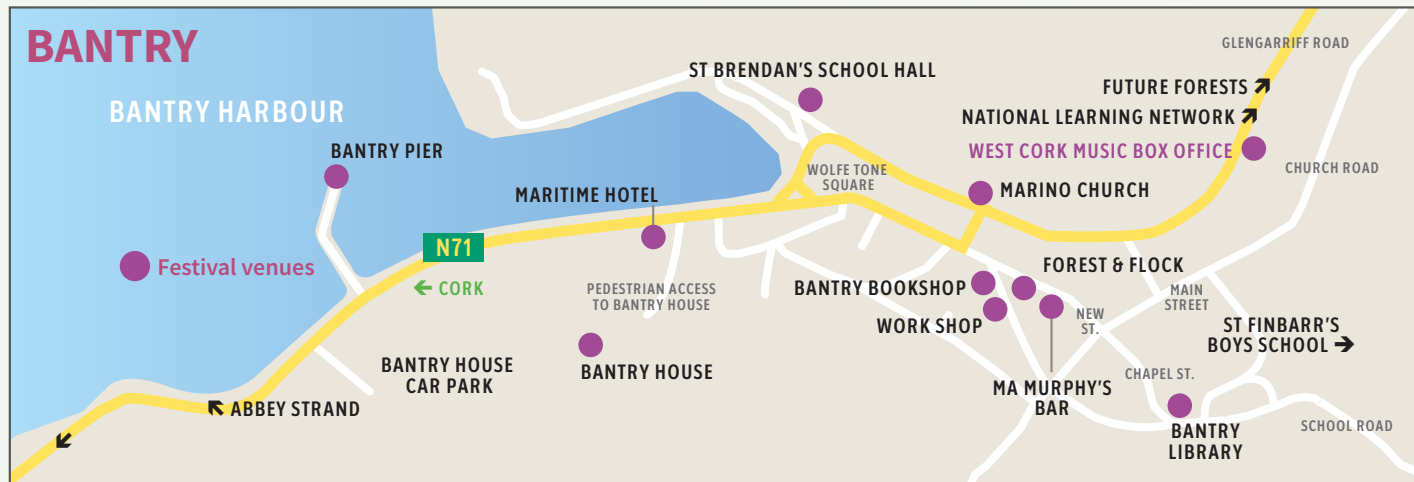 BANTRY
GLENGARRIFF ROAD
ST BRENDAN'S SCHOOL HALL
FUTURE FORESTS ↗
BANTRY HARBOUR
NATIONAL LEARNING NETWORK ↗
WEST CORK MUSIC BOX OFFICE
BANTRY PIER
WOLFE TONE
SQUARE
CHURCH ROAD
MARITIME HOTEL
MARINO CHURCH
N71
Festival venues
FOREST & FLOCK
← CORK
PEDESTRIAN ACCESS
TO BANTRY HOUSE
BANTRY BOOKSHOP
MAIN
STREET
WORK SHOP
NEW
ST.
ST FINBARR'S
BOYS SCHOOL →
BANTRY HOUSE
CAR PARK
BANTRY HOUSE
MA MURPHY'S
BAR
CHAPEL ST.
↖ ABBEY STRAND
BANTRY
LIBRARY
SCHOOL ROAD